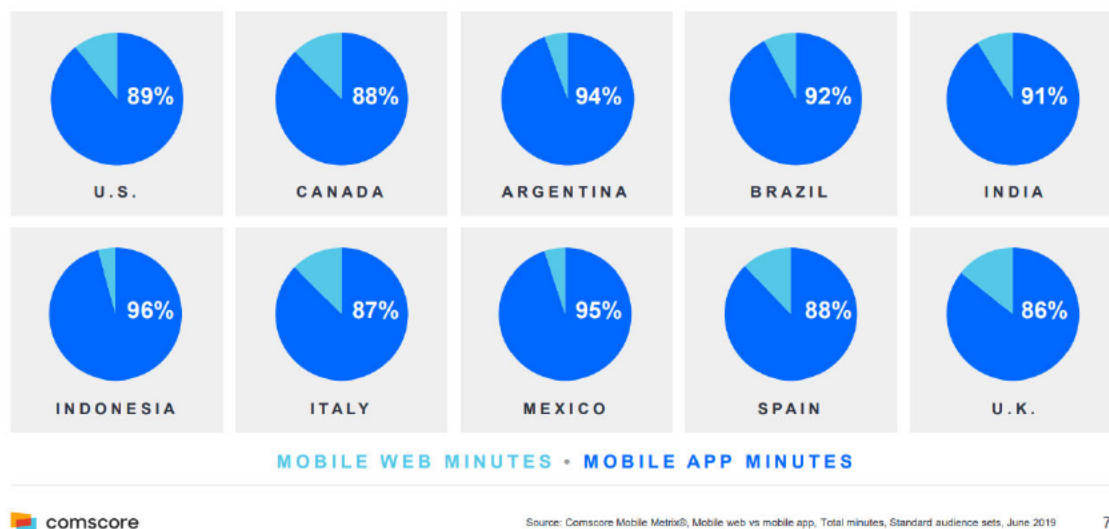 89% 88% 94% 92% 91%
U.S. CANADA ARGENTINA BRAZIL INDIA
96% 87% 95% 88% 86%
INDONESIA ITALY MEXICO SPAIN U.K.
MOBILE WEB MINUTES • MOBILE APP MINUTES
comscore
Source: Comscore Mobile Metrix®, Mobile web vs mobile app, Total minutes, Standard audience sets, June 2019 7